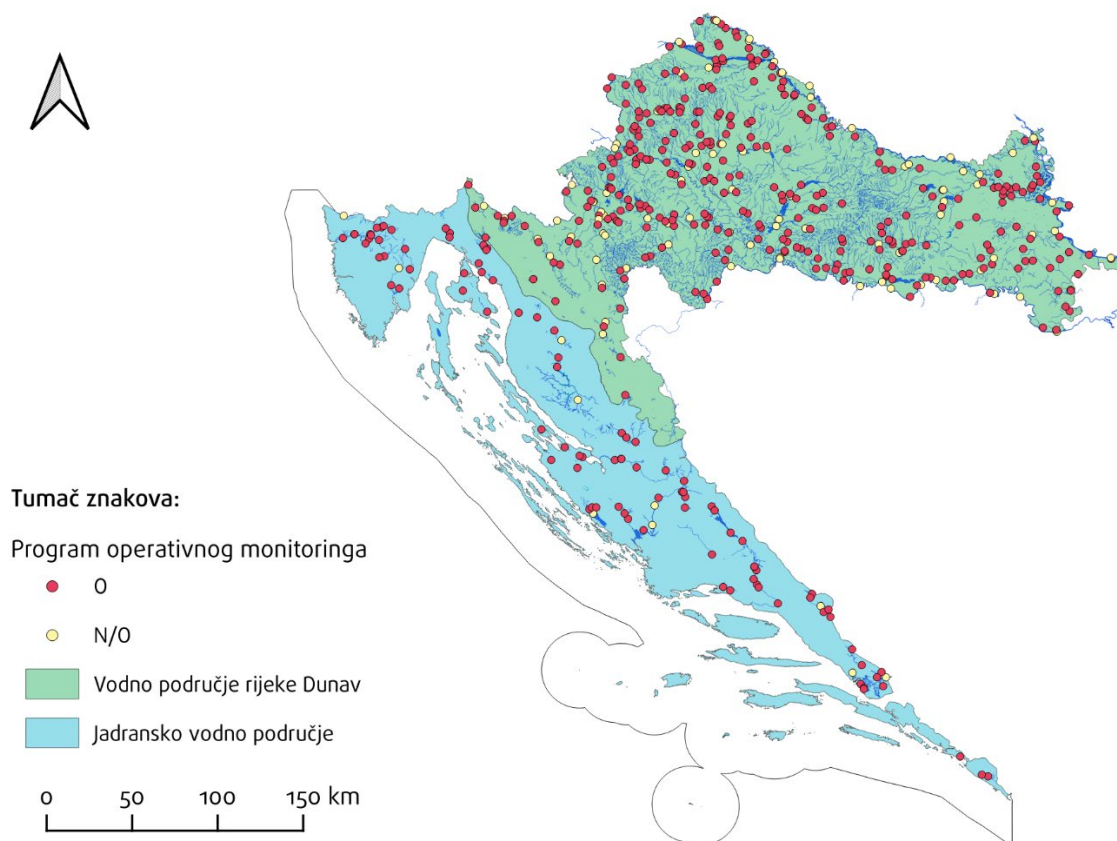 Tumač znakova:
Program operativnog monitoringa
O
N/O
Vodno područje rijeke Dunav
Jadransko vodno područje
0 50 100 150 km